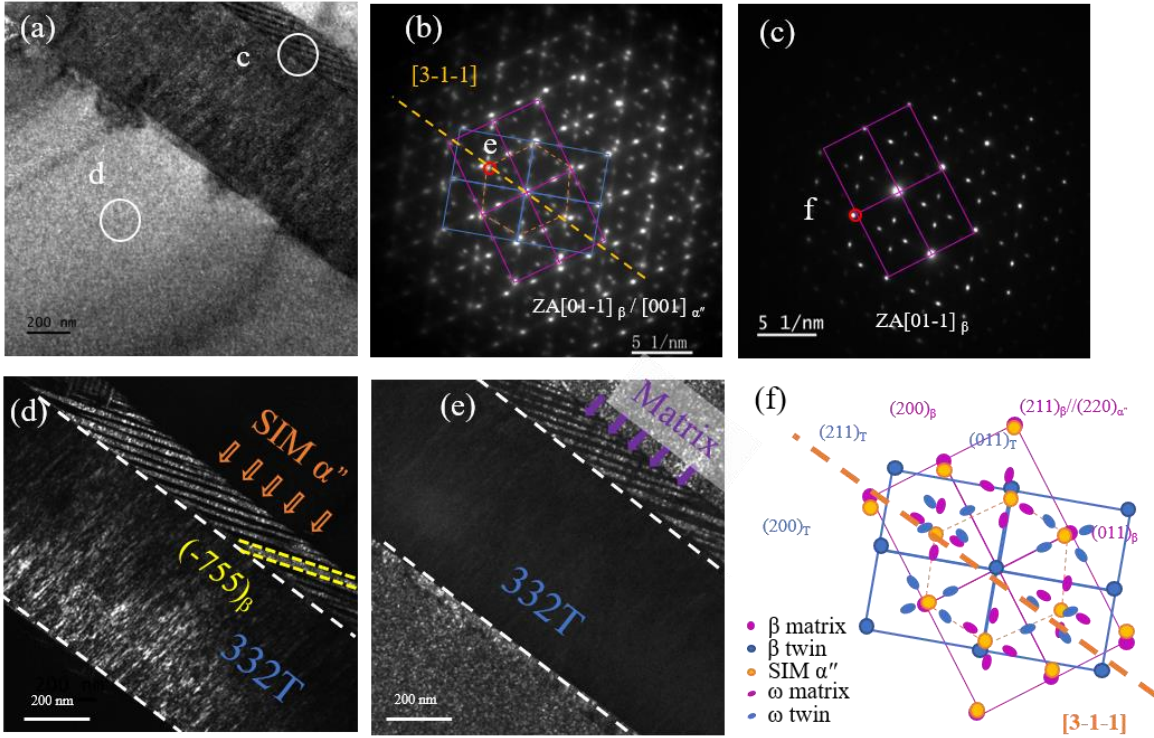 (a)
c
d
200 nm
(b)
[3-1-1]
e
ZA[01-1] β / [001] α″
5 1/nm
(c)
f
5 1/nm
ZA[01-1] β
(d)
SIM α”
(-755)β
332T
200 nm
(e)
Matrix
332T
200 nm
(f)
(200)β
(211)β//(220)α″
(211)T
(011)T
(200)T
(011)β
β matrix
β twin
SIM α″
ω matrix
ω twin
[3-1-1]